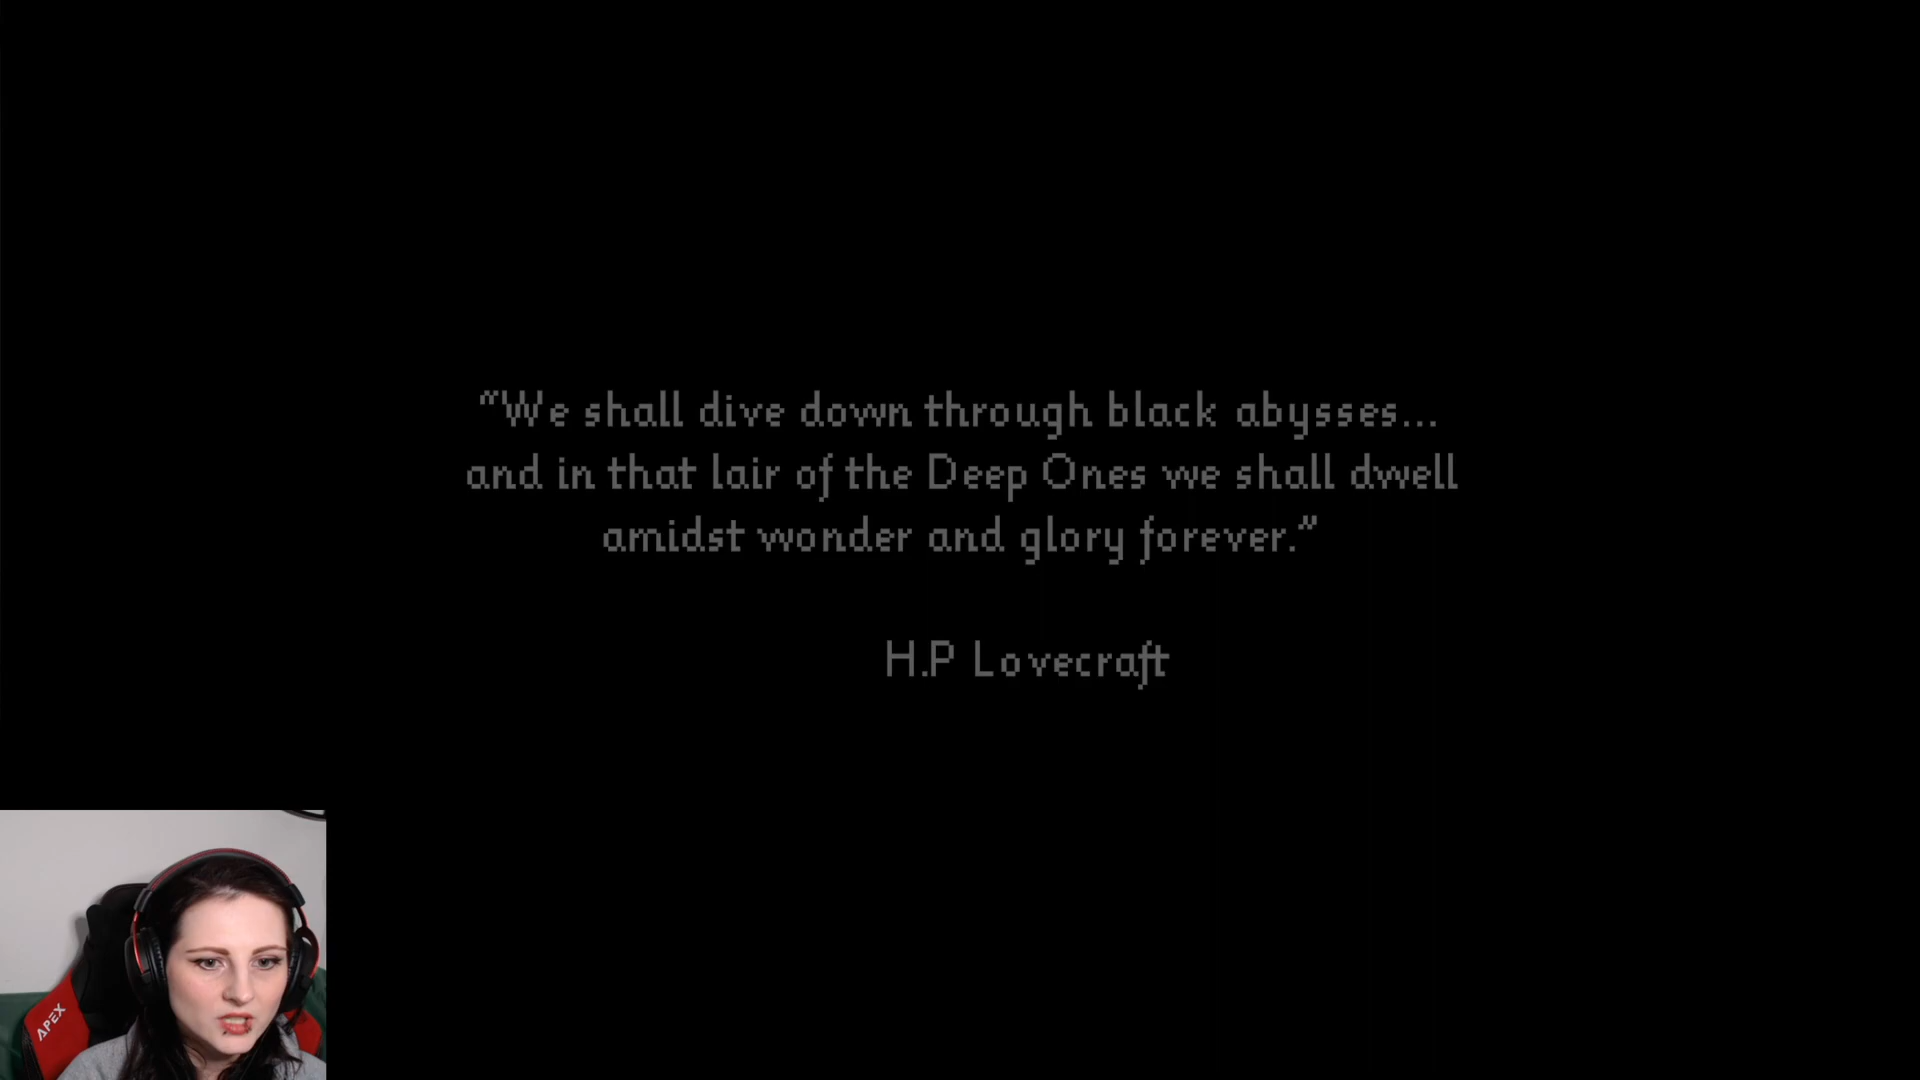 “We shall dive down through black abysses...
and in that lair of the Deep Ones we shall dwell
amidst wonder and glory forever.”
H.P Lovecraft
APEX